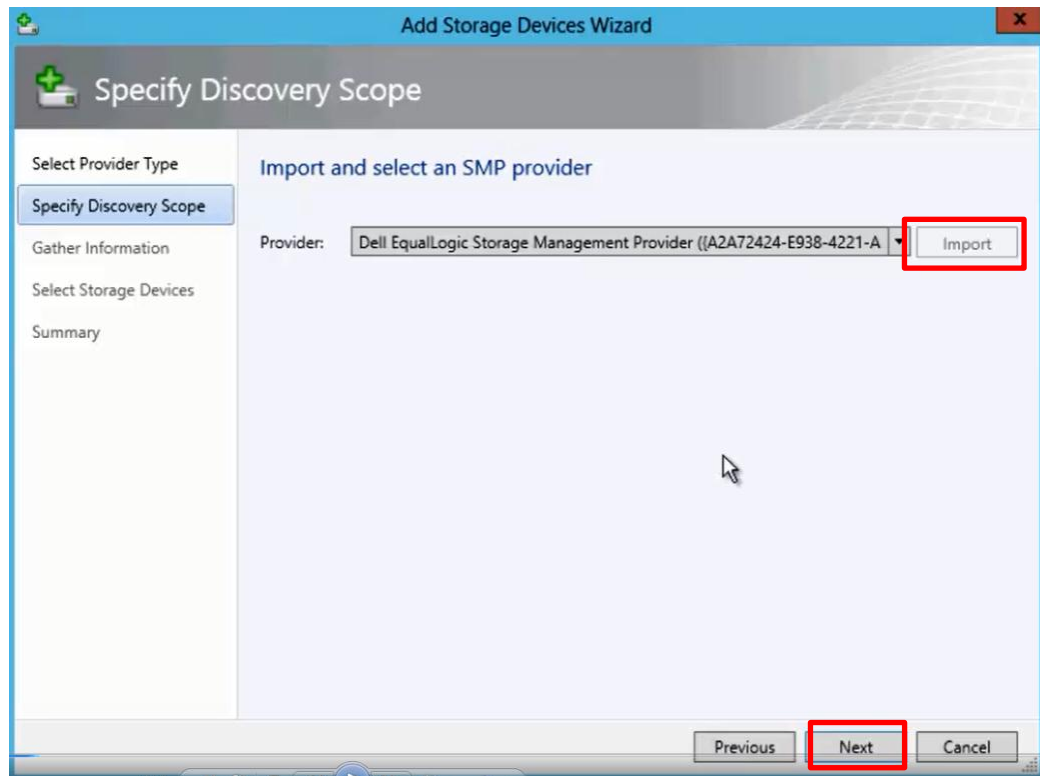 Add Storage Devices Wizard
x
Specify Discovery Scope
Select Provider Type
Specify Discovery Scope
Gather Information
Select Storage Devices
Summary
Import and select an SMP provider
Provider: Dell EqualLogic Storage Management Provider ({A2A72424-E938-4221-A Import
Previous Next Cancel